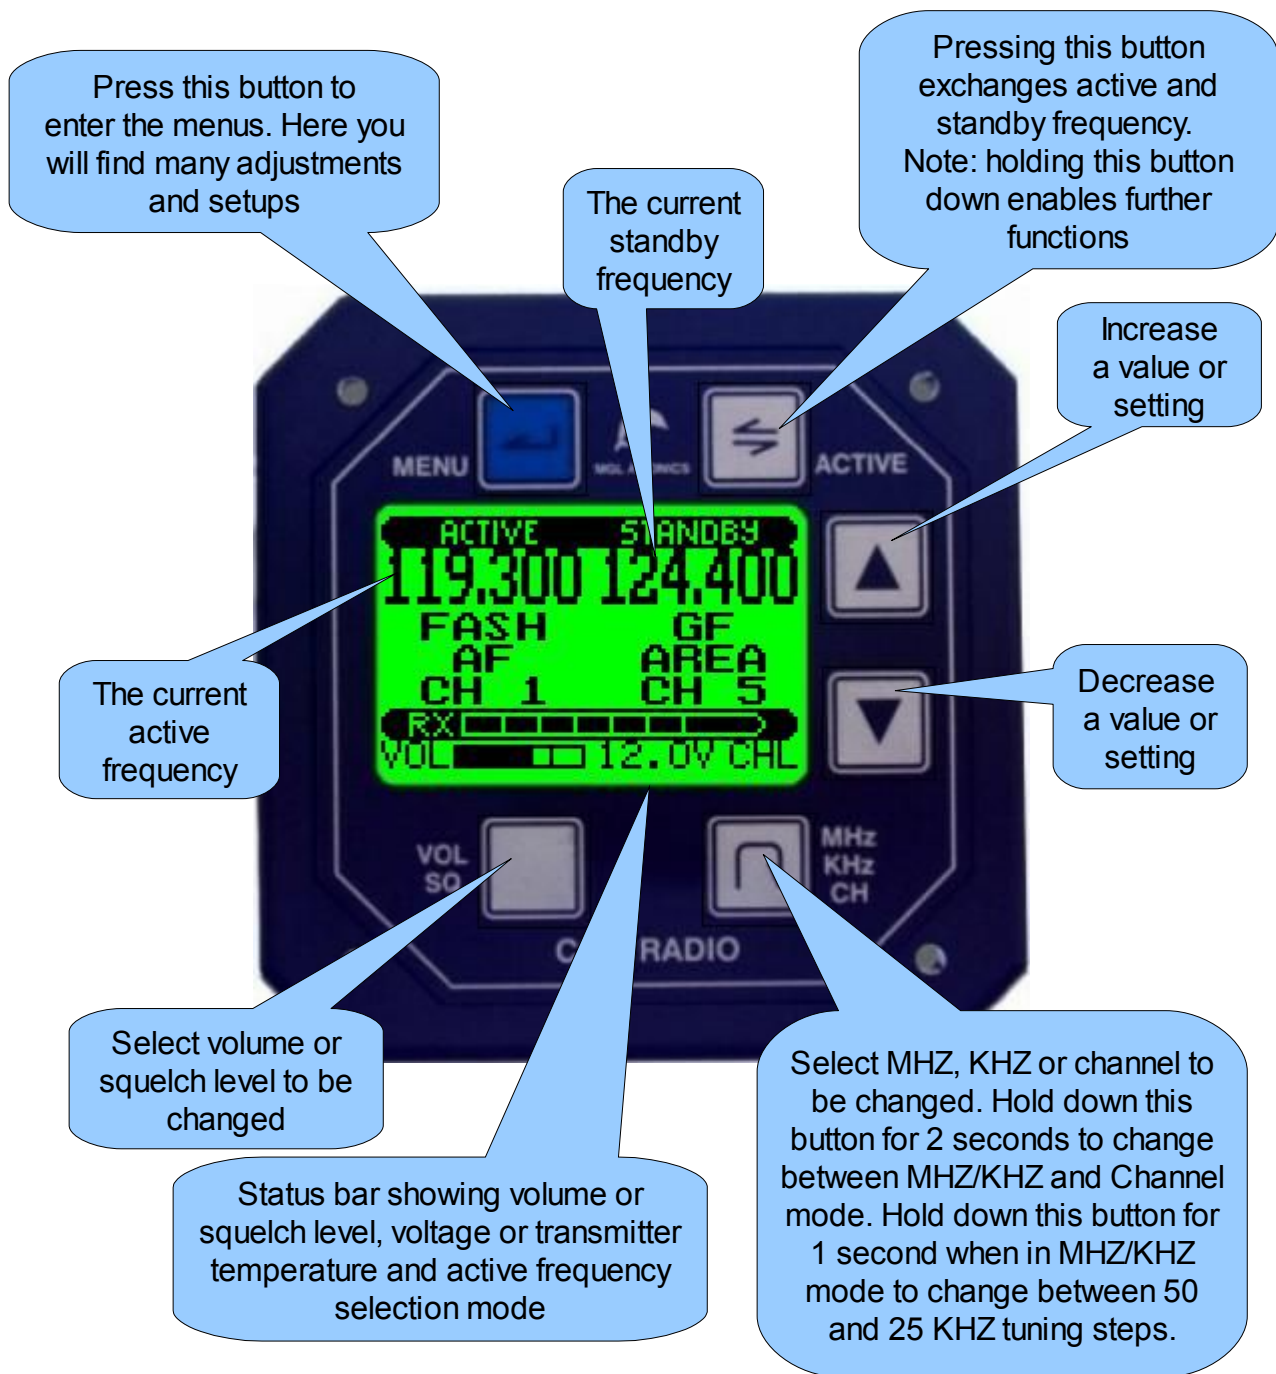 Press this button to
enter the menus. Here you
will find many adjustments
and setups
Pressing this button
exchanges active and
standby frequency.
Note: holding this button
down enables further
functions
The current
standby
frequency
Increase
a value or
setting
MENU
ACTIVE
ACTIVE STANDBY
119.300 124.400
FASH GF
AF AREA
CH 1 CH 5
RX
VOL 12.0V CHL
The current
active
frequency
Decrease
a value or
setting
VOL
SQ
MHz
KHz
CH
RADIO
Select volume or
squelch level to be
changed
Status bar showing volume or
squelch level, voltage or transmitter
temperature and active frequency
selection mode
Select MHZ, KHZ or channel to
be changed. Hold down this
button for 2 seconds to change
between MHZ/KHZ and Channel
mode. Hold down this button for
1 second when in MHZ/KHZ
mode to change between 50
and 25 KHZ tuning steps.